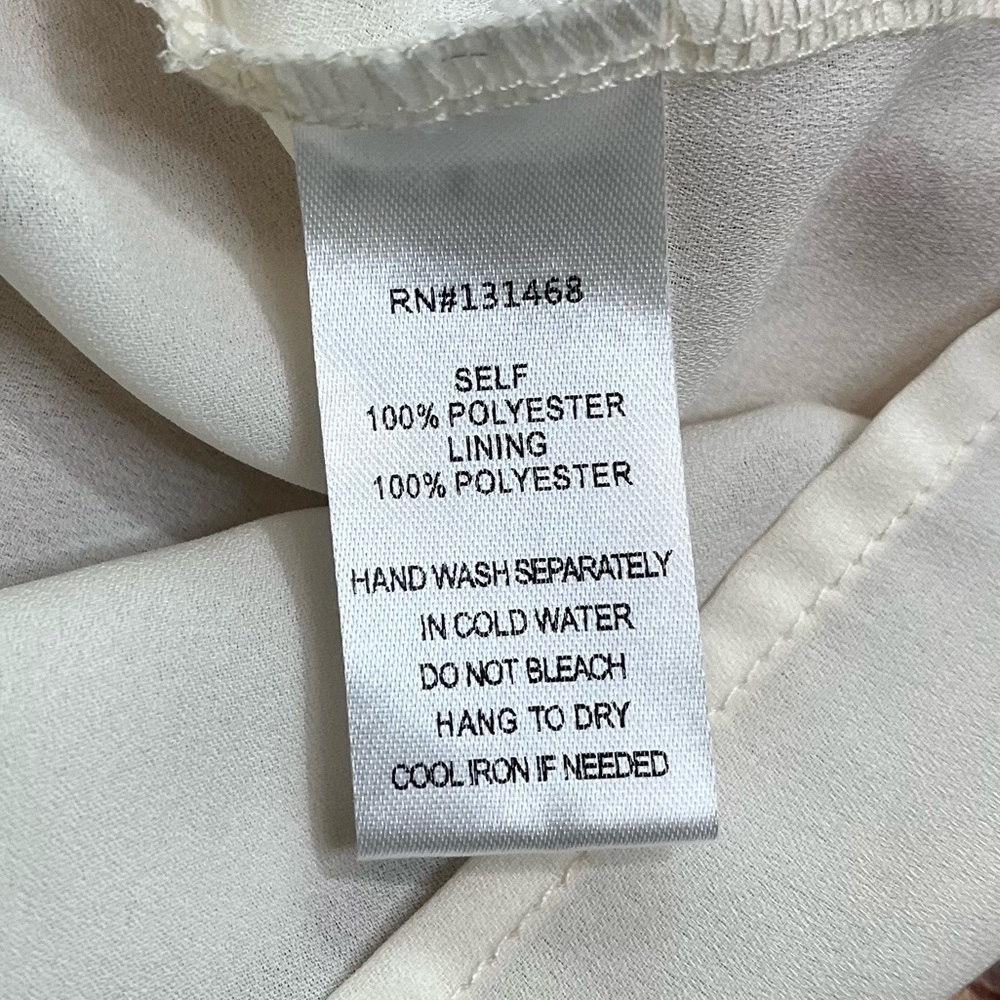 RN#131468
SELF
100% POLYESTER
LINING
100% POLYESTER
HAND WASH SEPARATELY
IN COLD WATER
DO NOT BLEACH
HANG TO DRY
COOL IRON IF NEEDED